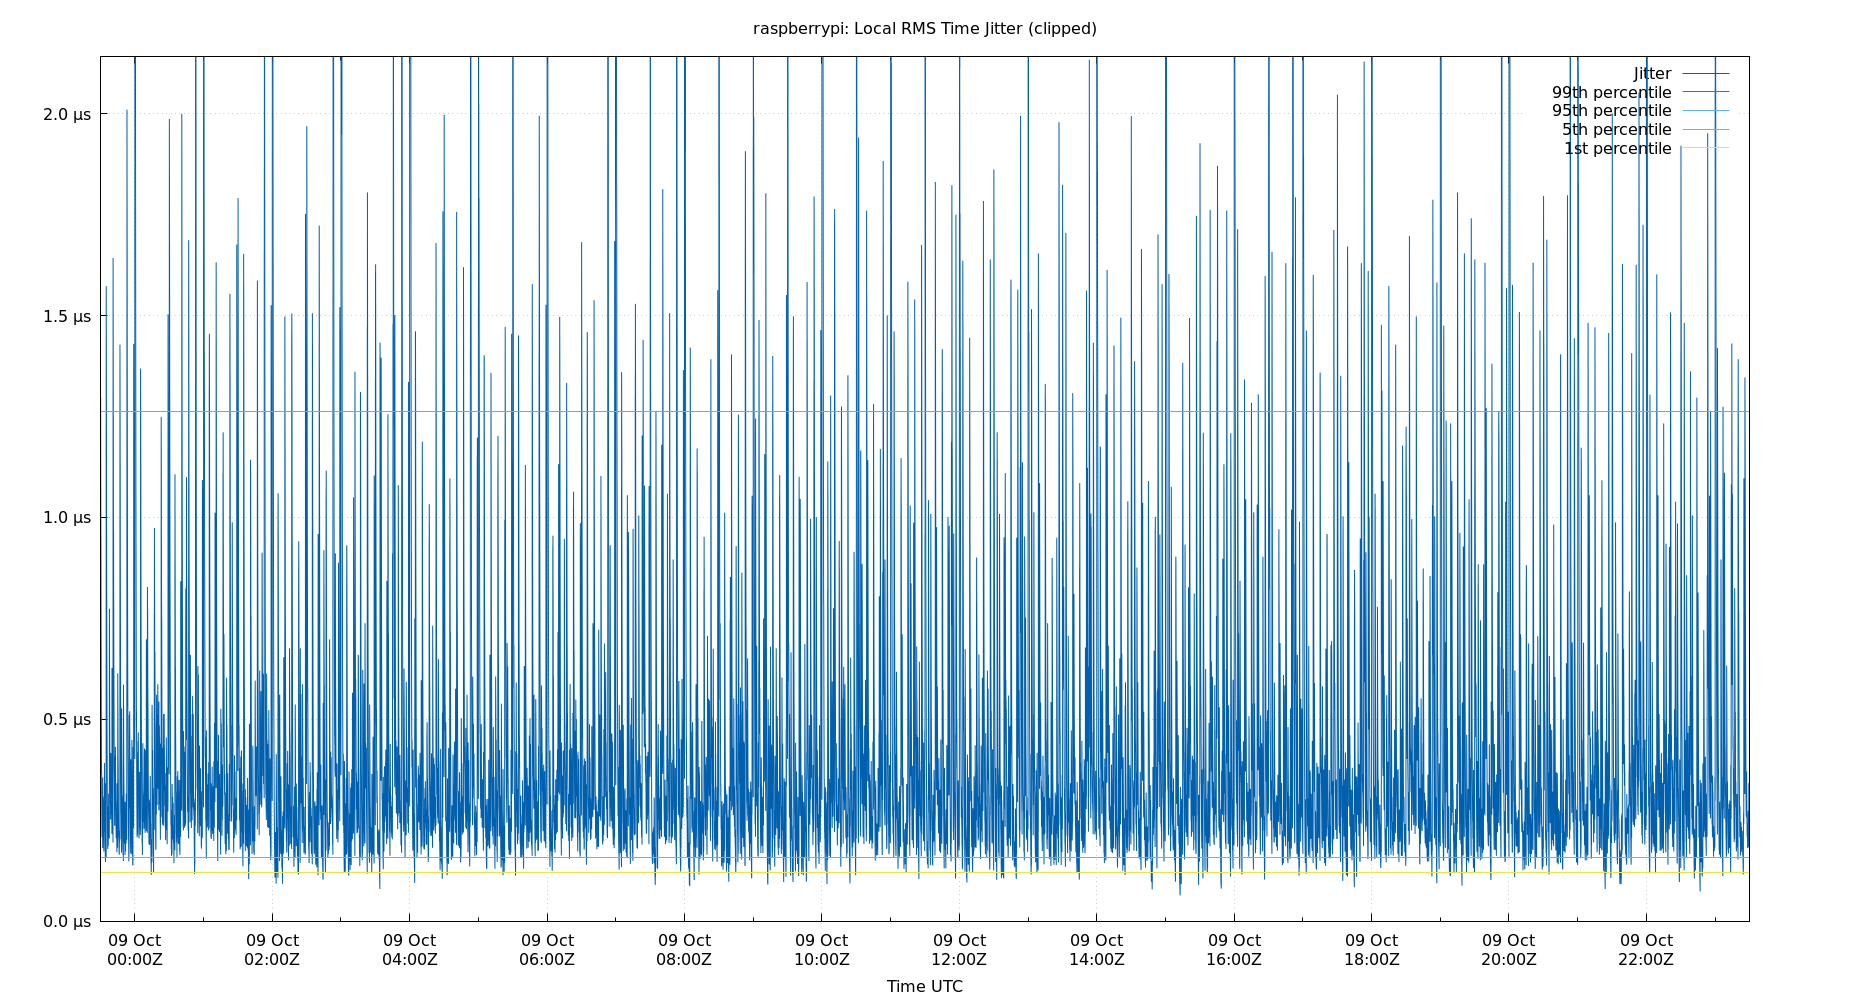 raspberrypi: Local RMS Time Jitter (clipped)
Jitter
99th percentile
95th percentile
5th percentile
1st percentile
2.0 µs
1.5 µs
1.0 µs
0.5 µs
0.0 µs
09 Oct 09 Oct 09 Oct 09 Oct 09 Oct 09 Oct 09 Oct 09 Oct 09 Oct 09 Oct 09 Oct 09 Oct
00:00Z 02:00Z 04:00Z 06:00Z 08:00Z 10:00Z 12:00Z 14:00Z 16:00Z 18:00Z 20:00Z 22:00Z
Time UTC